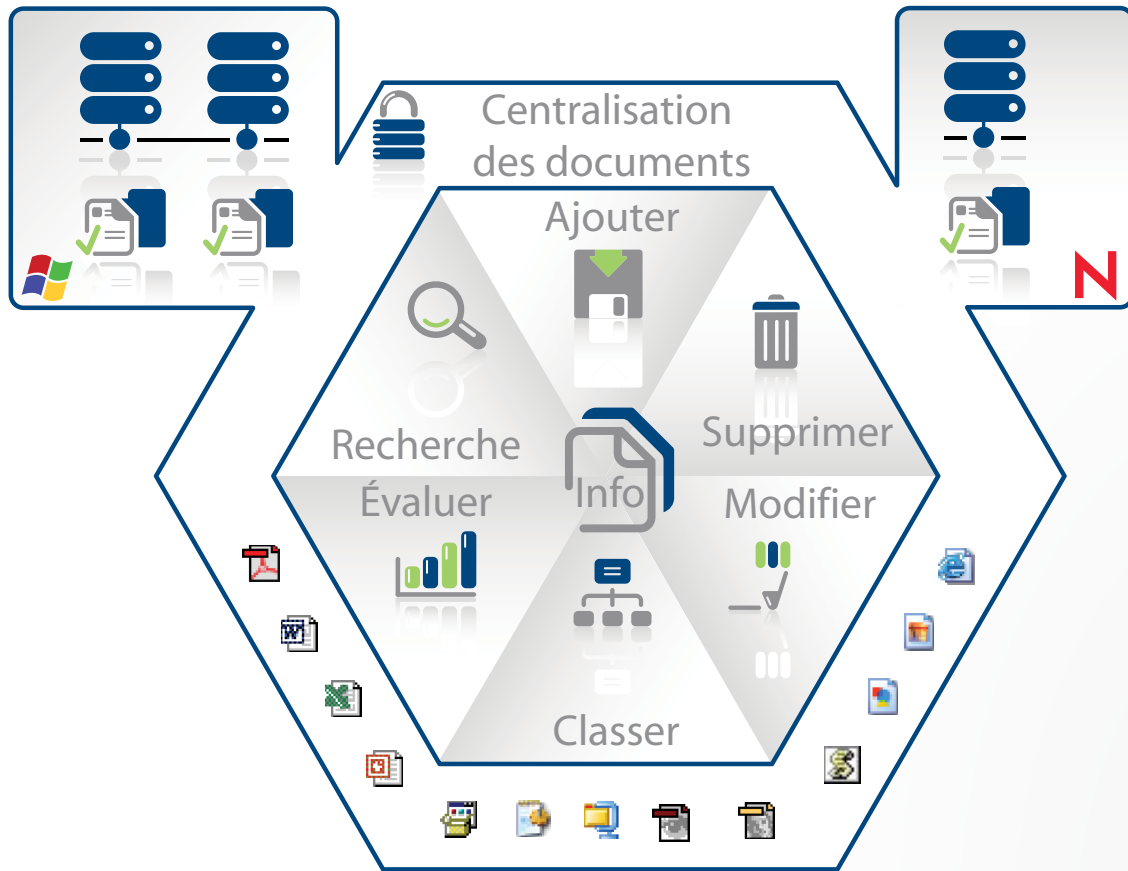 Centralisation
des documents
Ajouter
Recherche
Supprimer
Évaluer
Info
Modifier
Classer